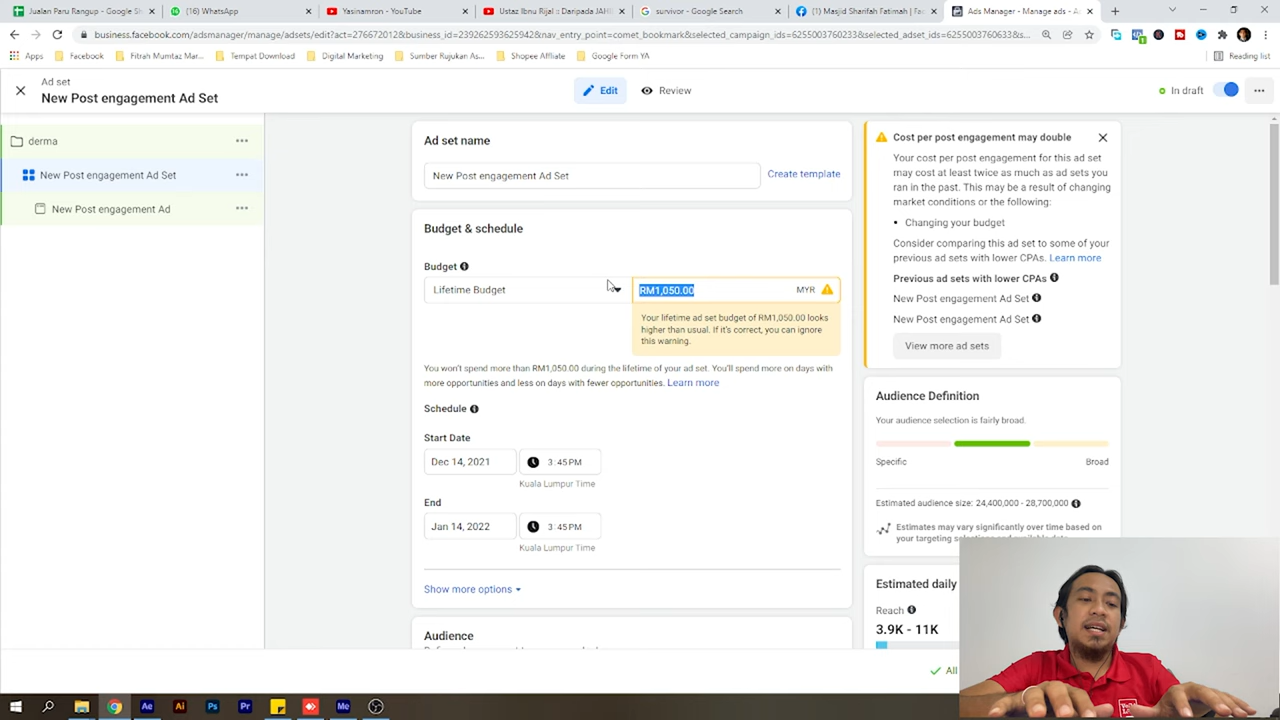 Jualan Paru Rangup - Google Sh
(16) WhatsApp
Yasinamron - YouTube
Ustaz Ibnu Rijal :: Daripada JAHI
survivor - Google Search
(1) Masjid Sharifah Fatimah | Fac
Ads Manager - Manage ads - Ads
business.facebook.com/adsmanager/manage/adsets/edit?act=276672012&business_id=239262593625942&nav_entry_point=comet_bookmark&selected_campaign_ids=6255003760233&selected_adset_ids=6255003760633&s
Apps
Facebook
Fitrah Mumtaz Mar...
Tempat Download
Digital Marketing
Sumber Rujukan As...
Shopee Affliate
Google Form YA
Reading list
Ad set
New Post engagement Ad Set
Edit
Review
In draft
derma
New Post engagement Ad Set
New Post engagement Ad
Ad set name
New Post engagement Ad Set
Create template
Budget & schedule
Budget
Lifetime Budget
RM1,050.00
MYR
Your lifetime ad set budget of RM1,050.00 looks
higher than usual. If it's correct, you can ignore
this warning.
You won't spend more than RM1,050.00 during the lifetime of your ad set. You'll spend more on days with
more opportunities and less on days with fewer opportunities. Learn more
Schedule
Start Date
Dec 14, 2021
3:45PM
Kuala Lumpur Time
End
Jan 14, 2022
3:45PM
Kuala Lumpur Time
Show more options
Audience
Cost per post engagement may double
Your cost per post engagement for this ad set
may cost at least twice as much as ad sets you
ran in the past. This may be a result of changing
market conditions or the following:
• Changing your budget
Consider comparing this ad set to some of your
previous ad sets with lower CPAs. Learn more
Previous ad sets with lower CPAs
New Post engagement Ad Set
New Post engagement Ad Set
View more ad sets
Audience Definition
Your audience selection is fairly broad.
Specific
Broad
Estimated audience size: 24,400,000 - 28,700,000
Estimates may vary significantly over time based on
your targeting selections and available data.
Estimated daily
Reach
3.9K - 11K
All